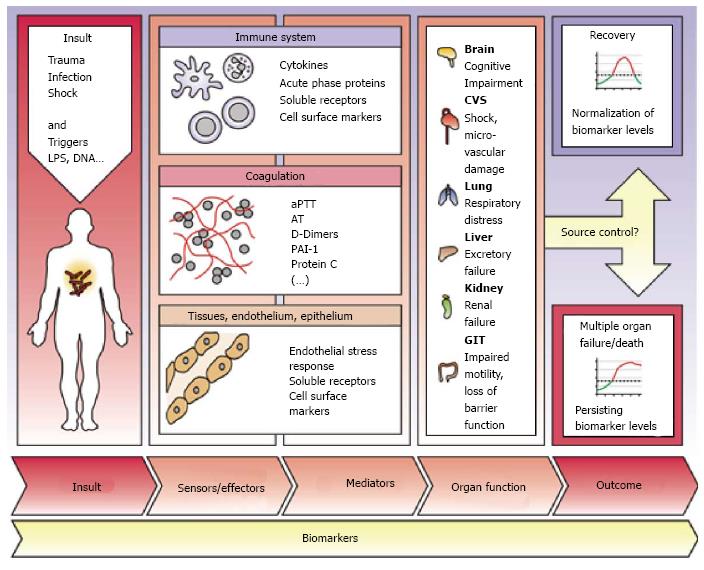 Insult
Trauma
Infection
Shock
and
Triggers
LPS, DNA...
Immune system
Cytokines
Acute phase proteins
Soluble receptors
Cell surface markers
Coagulation
aPTT
AT
D-Dimers
PAI-1
Protein C
(...)
Tissues, endothelium, epithelium
Endothelial stress
response
Soluble receptors
Cell surface
markers
Brain
Cognitive
Impairment
CVS
Shock,
micro-
vascular
damage
Lung
Respiratory
distress
Liver
Excretory
failure
Kidney
Renal
failure
GIT
Impaired
motility,
loss of
barrier
function
Recovery
Normalization of
biomarker levels
Source control?
Multiple organ
failure/death
Persisting
biomarker levels
Insult
Sensors/effectors
Mediators
Organ function
Outcome
Biomarkers